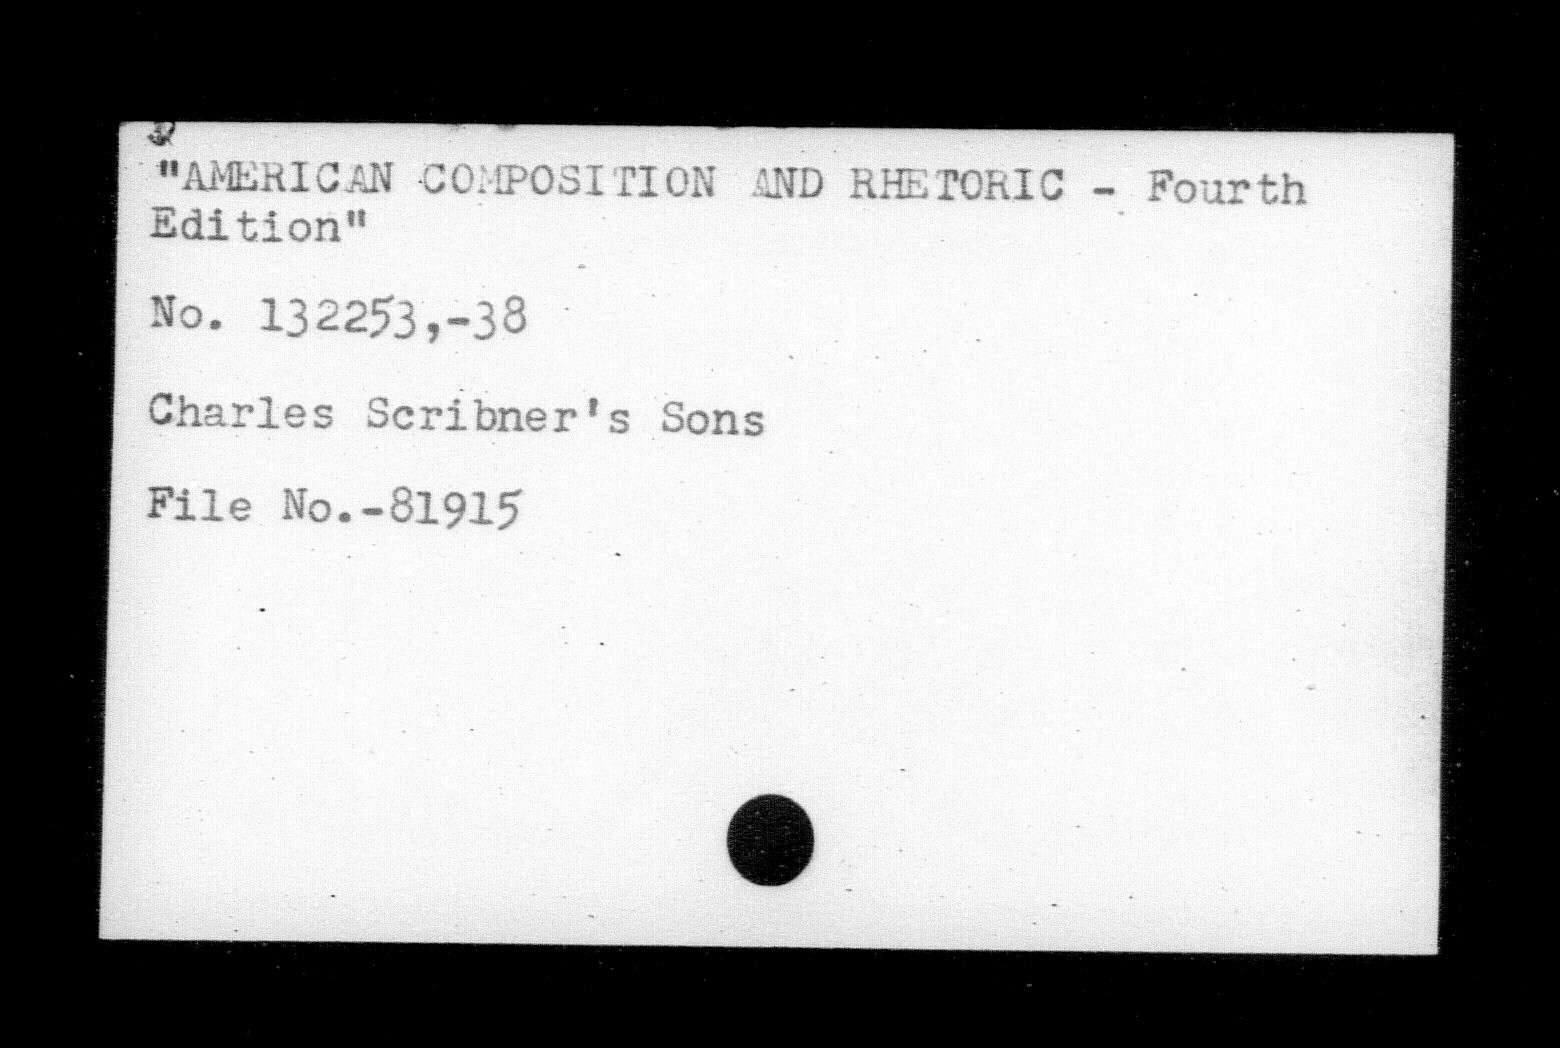 "AMERICAN COMPOSITION AND RHETORIC - Fourth
Edition"
No. 132253,-38
Charles Scribner's Sons
File No.-81915